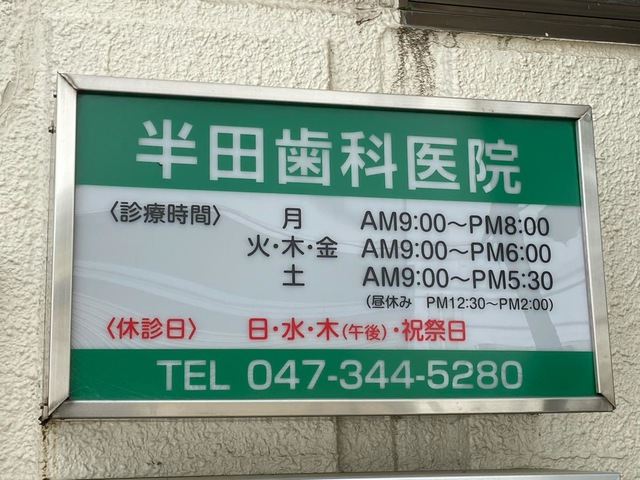 半田歯科医院
〈診療時間〉 月 AM9:00〜PM8:00
火・木・金 AM9:00〜PM6:00
土 AM9:00〜PM5:30
(昼休み PM12:30〜PM2:00)
〈休診日〉 日・水・木(午後)・祝祭日
TEL 047-344-5280